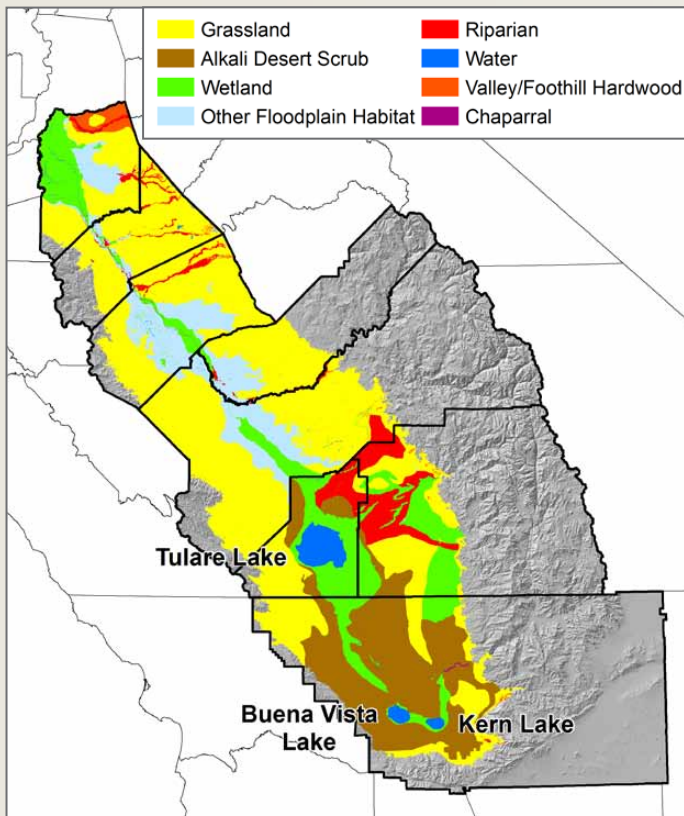 Grassland
Alkali Desert Scrub
Wetland
Other Floodplain Habitat
Riparian
Water
Valley/Foothill Hardwood
Chaparral
Tulare Lake
Buena Vista
Lake
Kern Lake